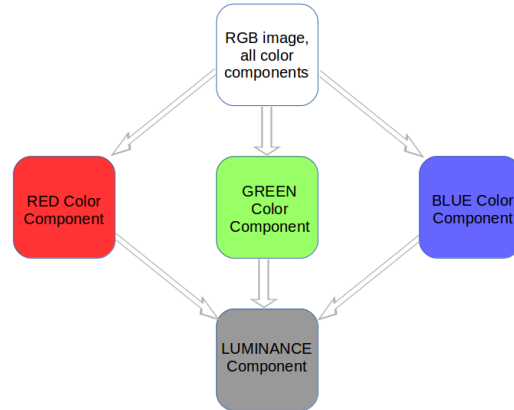 RGB image,
all color
components
RED Color
Component
GREEN
Color
Component
BLUE Color
Component
LUMINANCE
Component